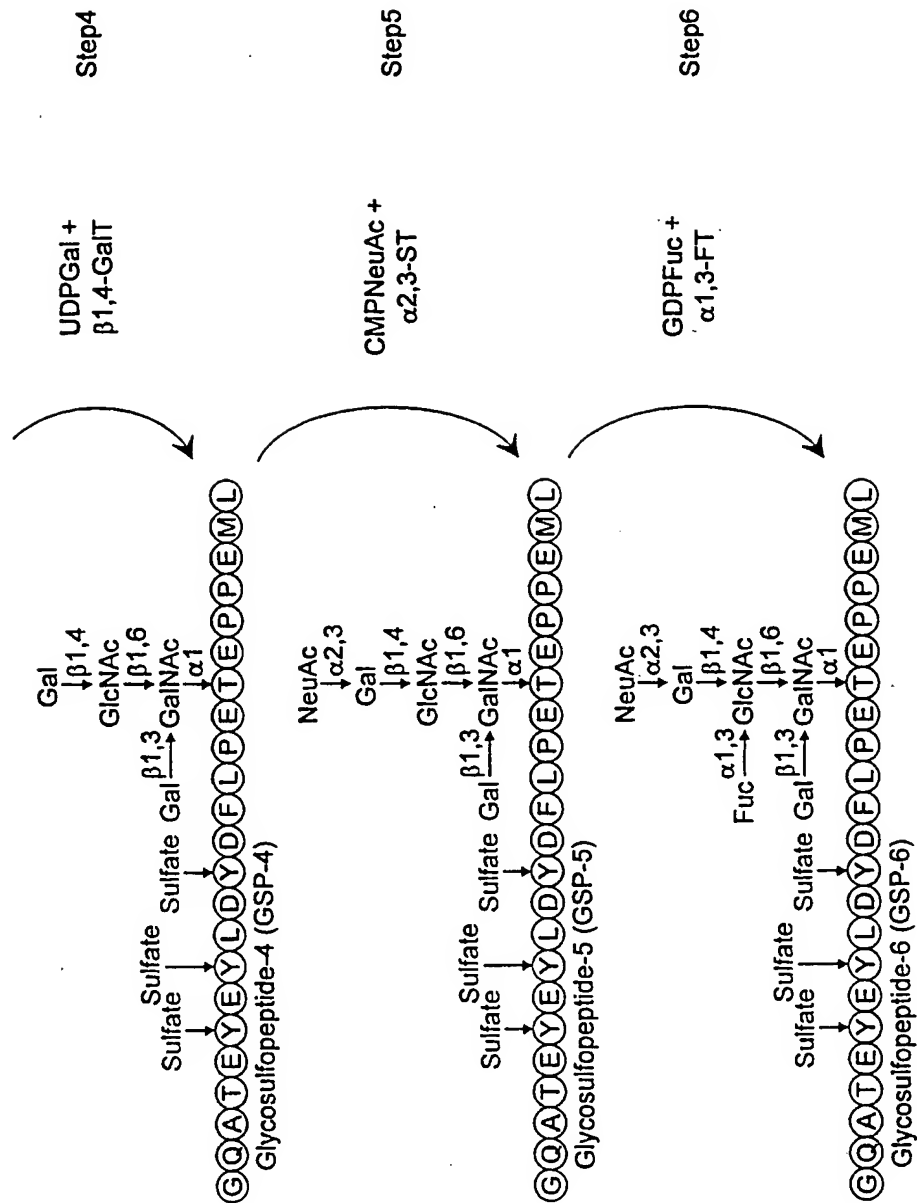 UDPGal +
β1,4-GalT
Step4
Gal
β1,4
GlcNAc
β1,6
Sulfate
Sulfate
Sulfate Gal β1,3 GalNAc
α1
GQATEYEYLDYDFLPETEPPEML
Glycosulfopeptide-4 (GSP-4)
CMPNeuAc +
α2,3-ST
Step5
NeuAc
α2,3
Gal
β1,4
GlcNAc
β1,6
Sulfate
Sulfate
Sulfate Gal β1,3 GalNAc
α1
GQATEYEYLDYDFLPETEPPEML
Glycosulfopeptide-5 (GSP-5)
GDPFuc +
α1,3-FT
Step6
NeuAc
α2,3
Gal
β1,4
Fuc α1,3 GlcNAc
β1,6
Sulfate
Sulfate
Sulfate Gal β1,3 GalNAc
α1
GQATEYEYLDYDFLPETEPPEML
Glycosulfopeptide-6 (GSP-6)